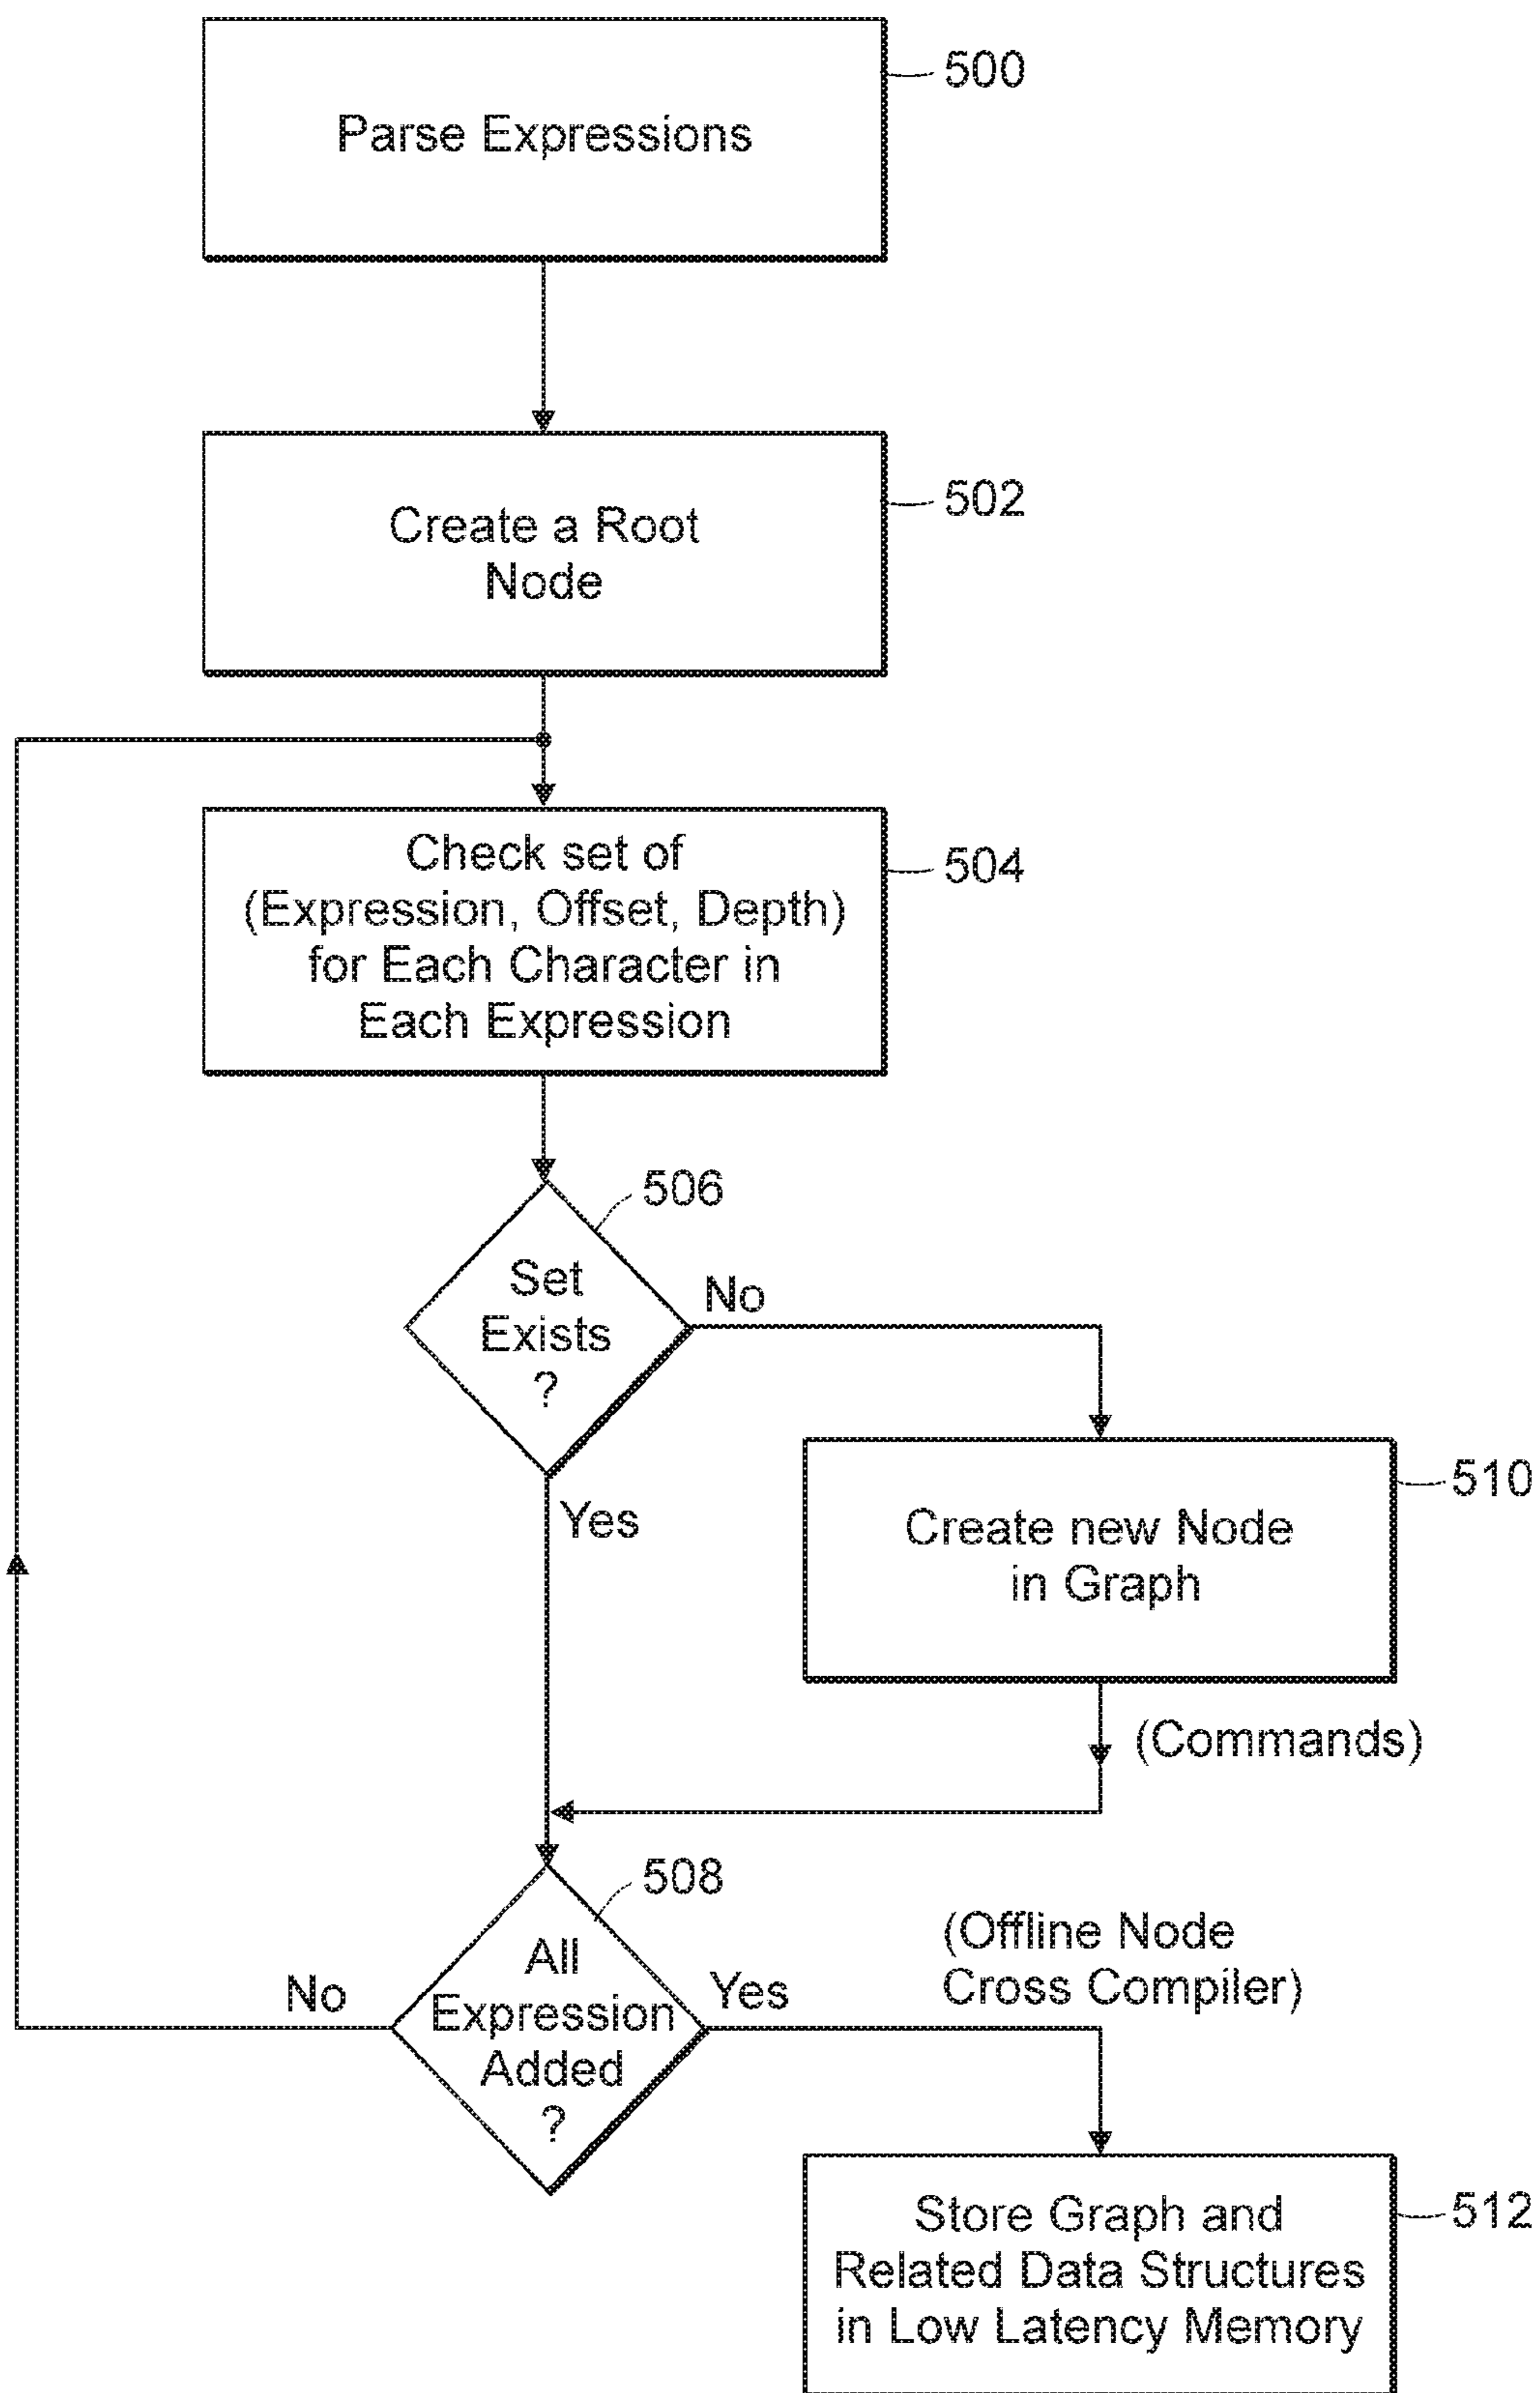 Parse Expressions
500
Create a Root
Node
502
Check set of
(Expression, Offset, Depth)
for Each Character in
Each Expression
504
506
Set
Exists
?
No
Yes
510
Create new Node
in Graph
(Commands)
508
All
Expression
Added
?
No
Yes
(Offline Node
Cross Compiler)
Store Graph and
Related Data Structures
in Low Latency Memory
512